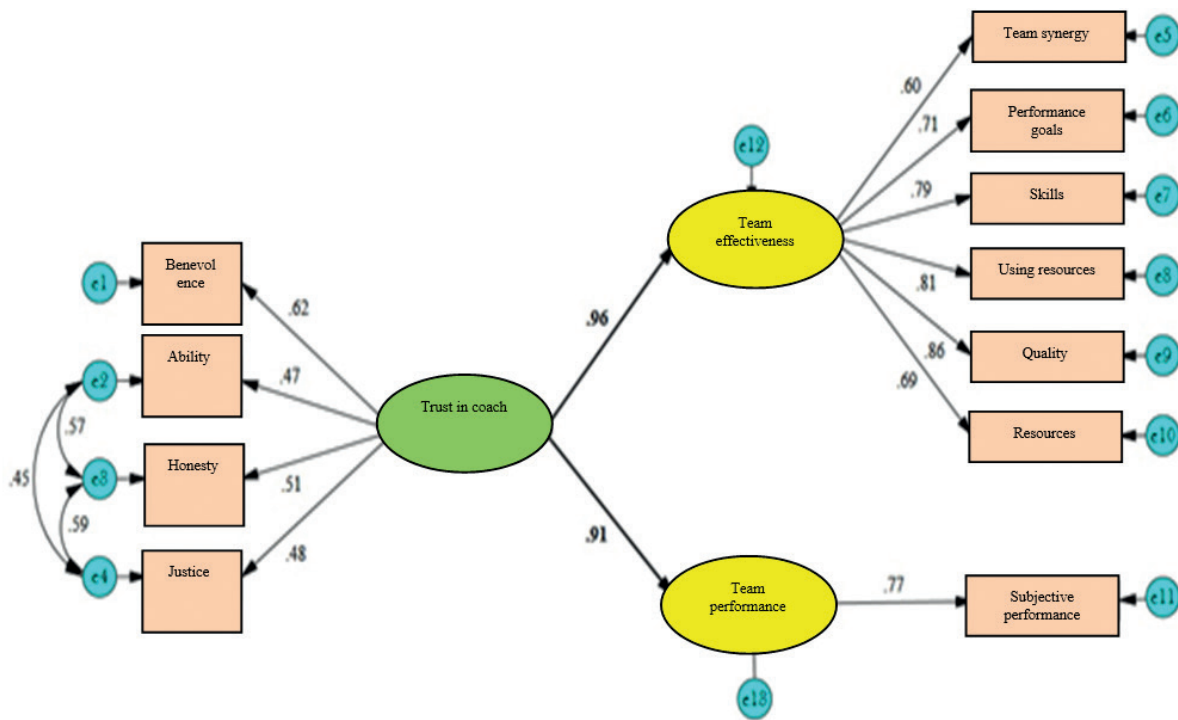 Team synergy
e5
.60
Performance
goals
e6
.71
e12
Skills
e7
.79
Team
effectiveness
Using resources
e8
.81
Benevol
ence
e1
.62
.96
Quality
e9
.86
Ability
e2
.47
.69
Trust in coach
Resources
e10
.57
Honesty
e3
.51
.45
.59
.91
Justice
e4
.48
Team
performance
.77
Subjective
performance
e11
e13